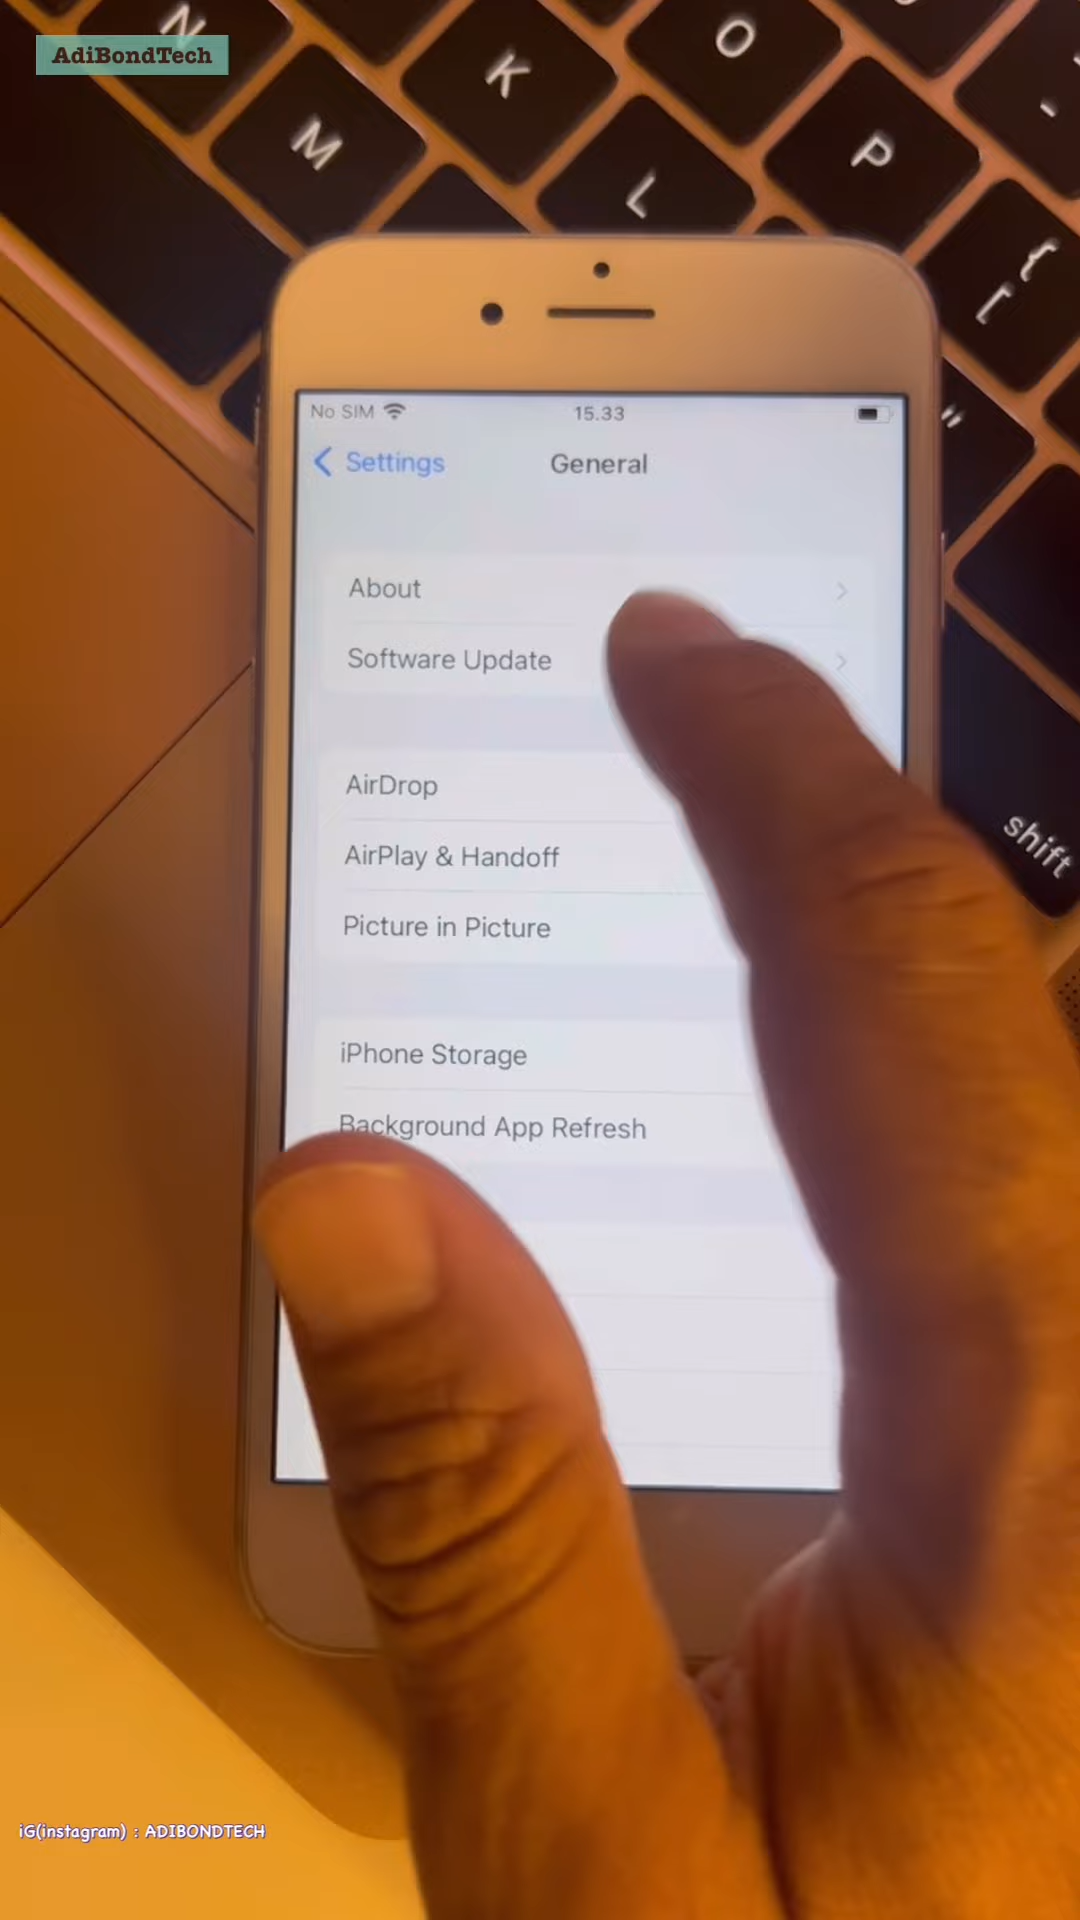 AdiBondTech
N
K
O
M
L
P
-
{
[
"
No SIM
15.33
Settings
General
About
Software Update
AirDrop
AirPlay & Handoff
Picture in Picture
iPhone Storage
Background App Refresh
shift
iG(instagram) : ADIBONDTECH